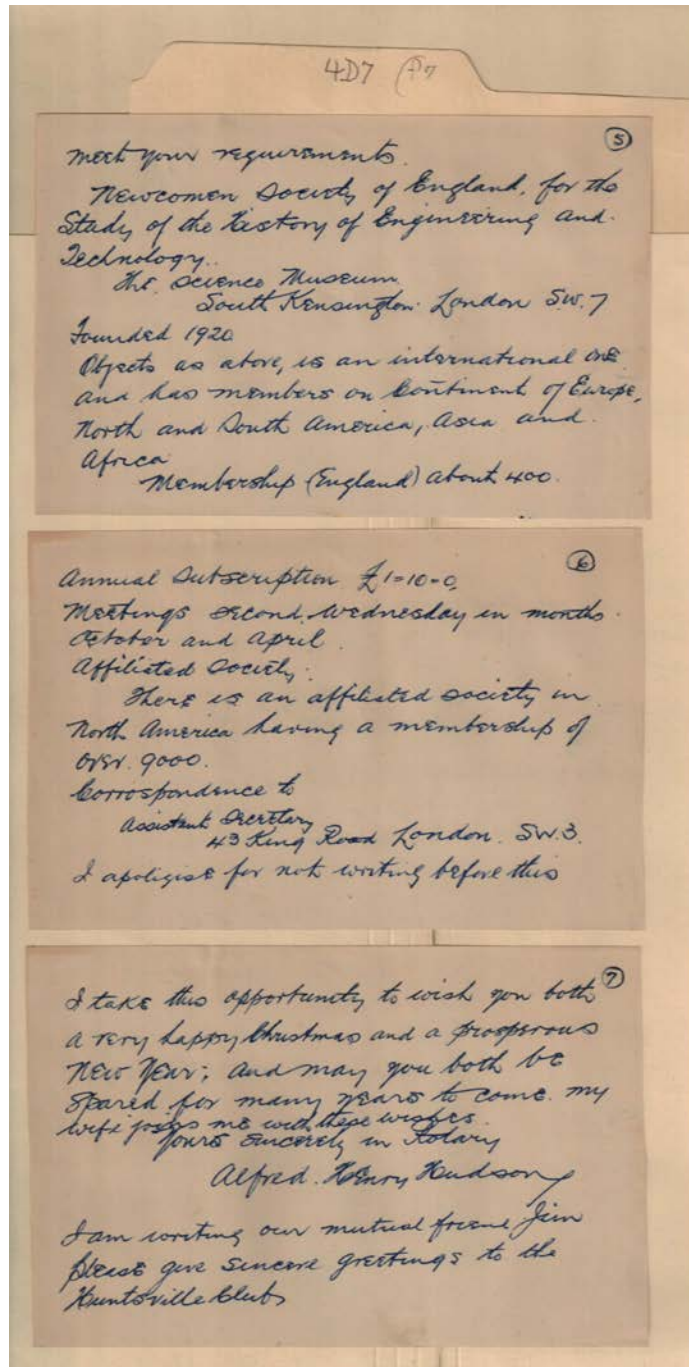 4D7 (P7
5
meet your requirements.
Newcomen Society of England, for the
Study of the History of Engineering and
Technology.
The Science Museum
South Kensington. London S.W.7
Founded 1920
Objects as above, is an international one
and has members on Continent of Europe,
North and South America, Asia and
Africa
Membership (England) about 400.
6
Annual Subscription £1-10-0.
Meetings second Wednesday in months
October and April.
Affiliated Society.
There is an affiliated society in
North America having a membership of
over 9000.
Corrospondence to
Assistant Secretary
43 King Road London. SW.3.
I apoligise for not writing before this
7
I take this opportunity to wish you both
a very happy Christmas and a prosperous
New Year; and may you both be
spared for many years to come. my
wife joins me with these wishes.
yours sincerely in Rotary
Alfred. Henry Hudson
I am writing our mutual friend Jim
please give sincere greetings to the
Huntsville Clubs